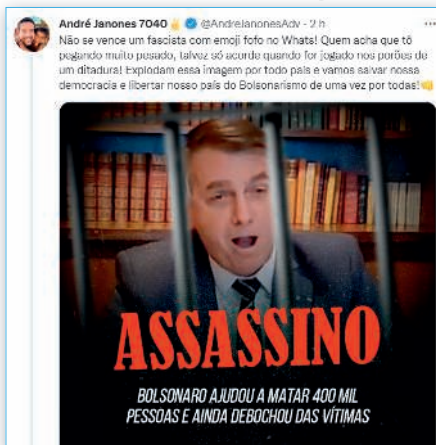 André Janones 7040 @AndreJanonesAdv · 2 h
Não se vence um fascista com emoji fofo no Whats! Quem acha que tô
pegando muito pesado, talvez só acorde quando for jogado nos porões de
um ditadura! Explodam essa imagem por todo país e vamos salvar nossa
democracia e libertar nosso país do Bolsonarismo de uma vez por todas!
ASSASSINO
BOLSONARO AJUDOU A MATAR 400 MIL
PESSOAS E AINDA DEBOCHOU DAS VÍTIMAS